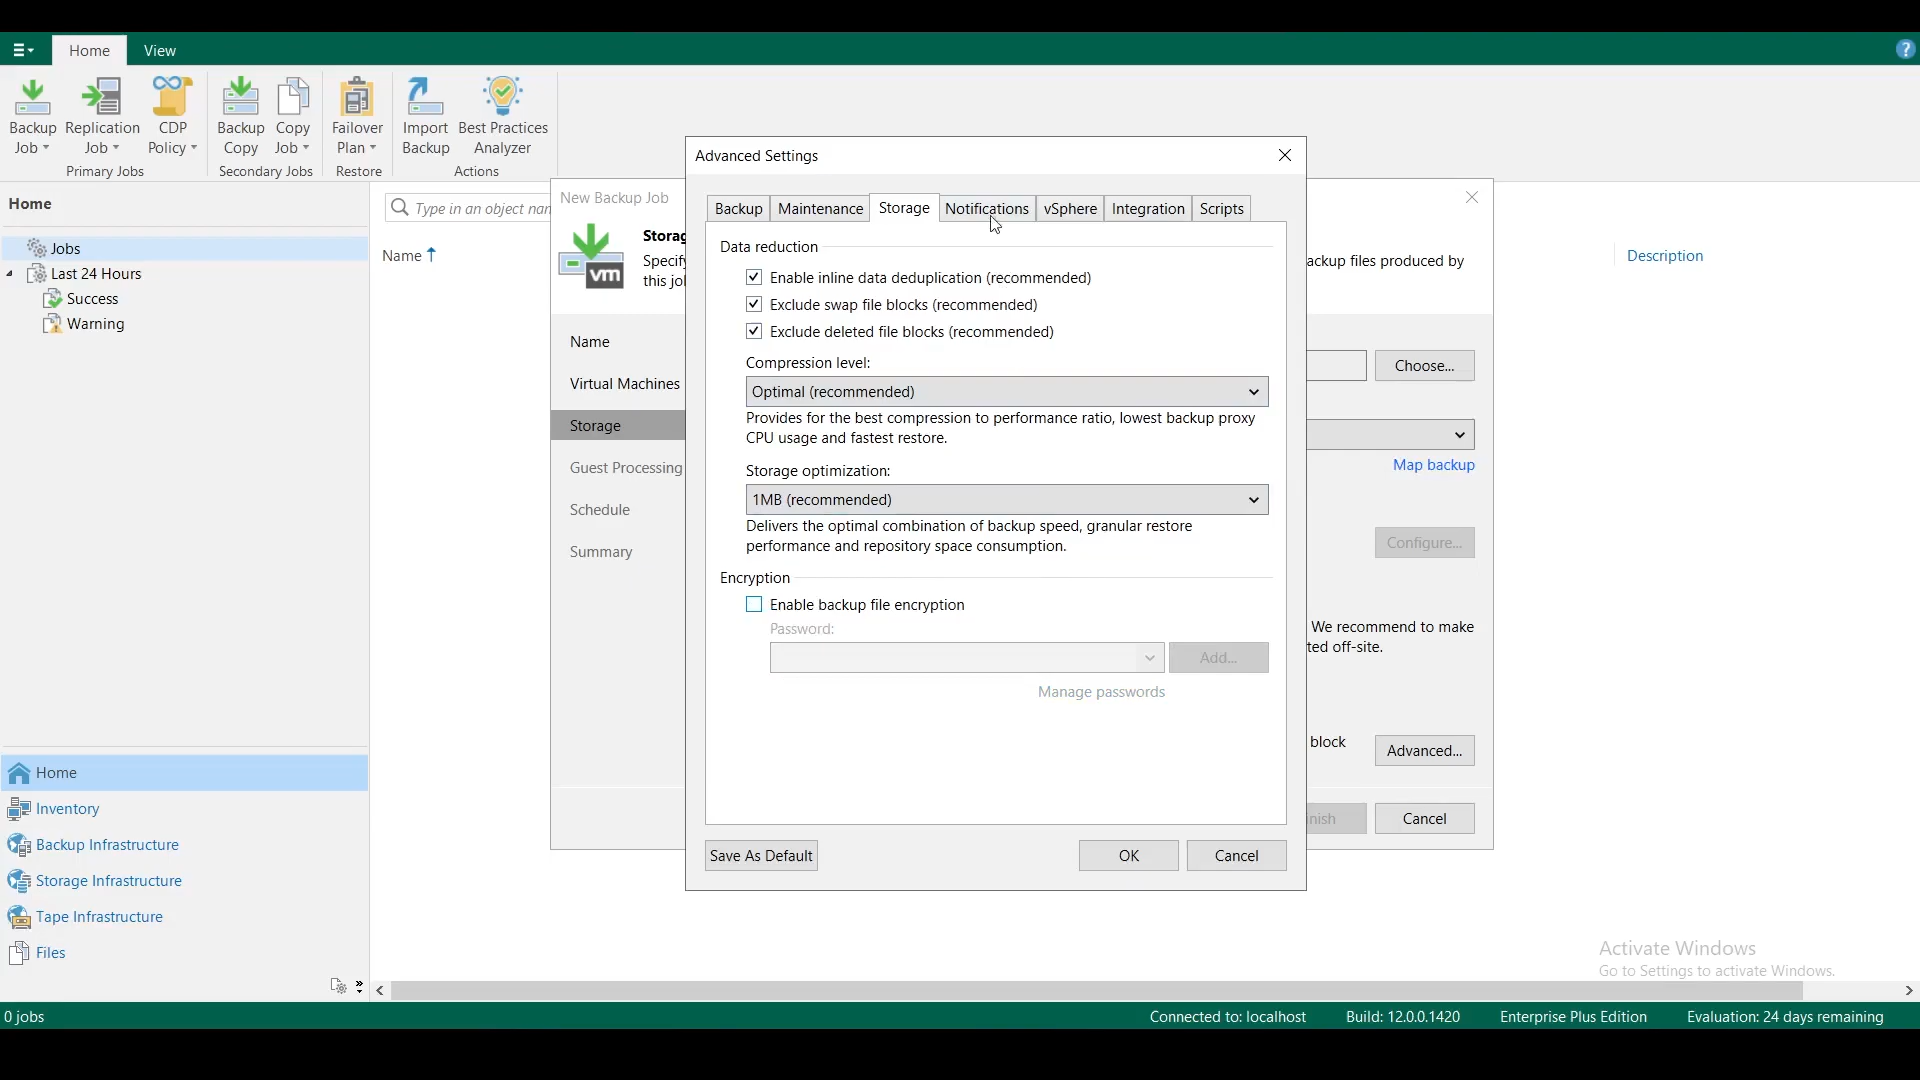 Home View
?
Backup Job
Replication Job
CDP Policy
Primary Jobs
Backup Copy
Copy Job
Secondary Jobs
Failover Plan
Restore
Import Backup
Best Practices Analyzer
Actions
Home
Jobs
Last 24 Hours
Success
Warning
Home
Inventory
Backup Infrastructure
Storage Infrastructure
Tape Infrastructure
Files
Type in an object
Name
Description
New Backup Job
vm
Specify
this
ackup files produced by
Name
Virtual Machines
Storage
Guest Processing
Schedule
Summary
Choose...
Map backup
Configure...
We recommend to make
ted off-site.
block
Advanced...
nish
Cancel
Advanced Settings
Backup Maintenance Storage Notifications vSphere Integration Scripts
Data reduction
Enable inline data deduplication (recommended)
Exclude swap file blocks (recommended)
Exclude deleted file blocks (recommended)
Compression level:
Optimal (recommended)
Provides for the best compression to performance ratio, lowest backup proxy
CPU usage and fastest restore.
Storage optimization:
1MB (recommended)
Delivers the optimal combination of backup speed, granular restore
performance and repository space consumption.
Encryption
Enable backup file encryption
Password:
Add...
Manage passwords
Save As Default
OK
Cancel
Activate Windows
Go to Settings to activate Windows.
0 jobs
Connected to: localhost Build: 12.0.0.1420 Enterprise Plus Edition Evaluation: 24 days remaining